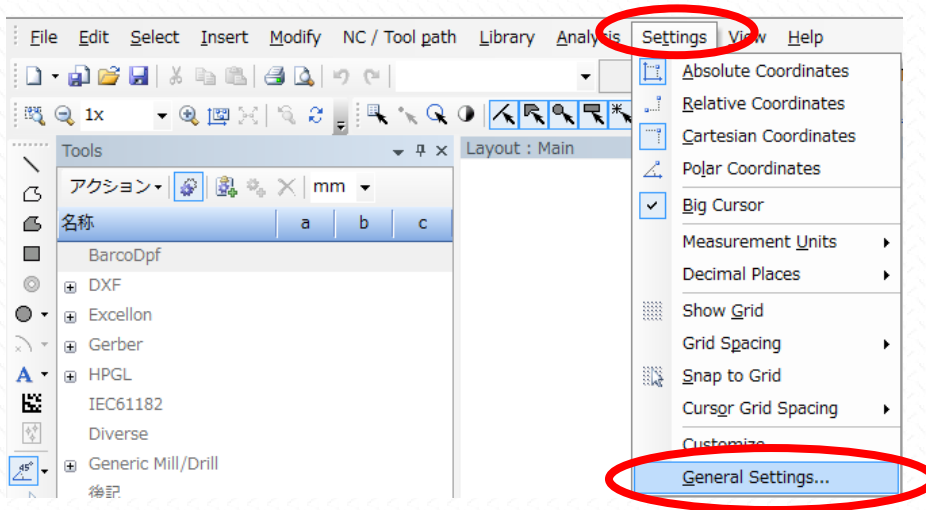 File Edit Select Insert Modify NC / Tool path Library Analysis Settings View Help
1x
Tools
Layout : Main
アクション
mm
名称 a b c
BarcoDpf
DXF
Excellon
Gerber
HPGL
IEC61182
Diverse
Generic Mill/Drill
後記
A
45°
Absolute Coordinates
Relative Coordinates
Cartesian Coordinates
Polar Coordinates
Big Cursor
Measurement Units
Decimal Places
Show Grid
Grid Spacing
Snap to Grid
Cursor Grid Spacing
Customize
General Settings...